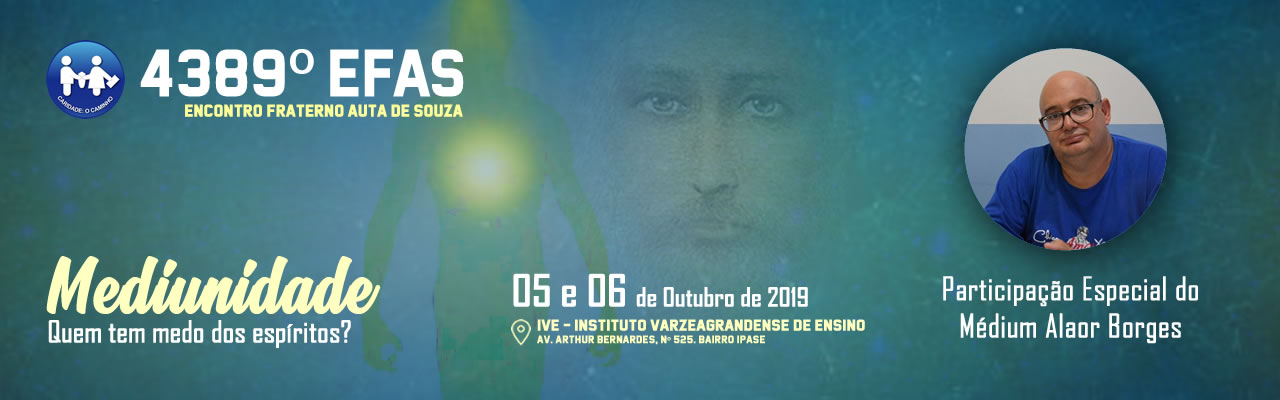 4389º EFAS
ENCONTRO FRATERNO AUTA DE SOUZA
CARIDADE: O CAMINHO
Mediunidade
Quem tem medo dos espíritos?
05 e 06 de Outubro de 2019
IVE - INSTITUTO VARZEAGRANDENSE DE ENSINO
AV. ARTHUR BERNARDES, Nº 525. BAIRRO IPASE
Participação Especial do
Médium Alaor Borges